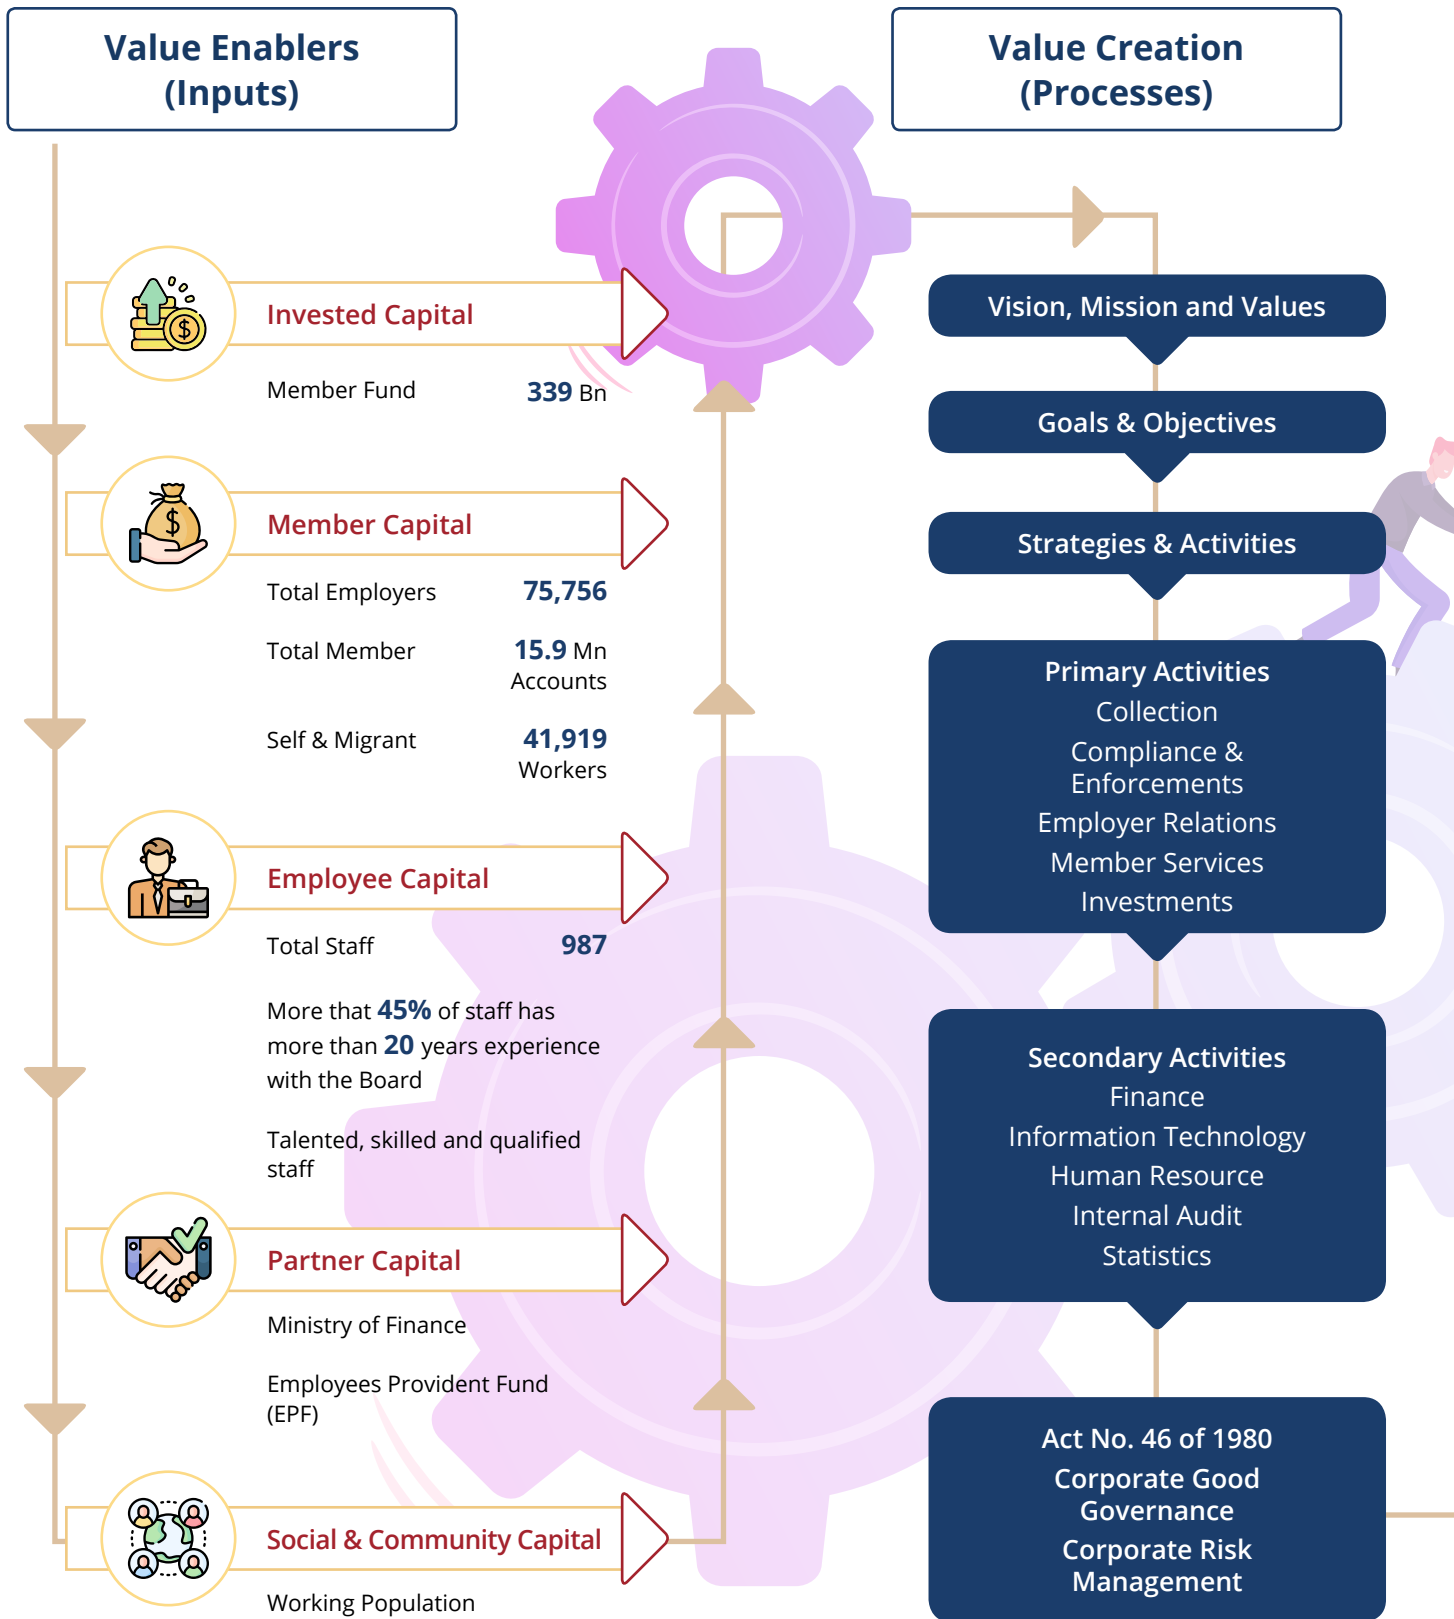 Value Enablers
(Inputs)
Invested Capital
Member Fund 339 Bn
Member Capital
Total Employers 75,756
Total Member 15.9 Mn
Accounts
Self & Migrant 41,919
Workers
Employee Capital
Total Staff 987
More that 45% of staff has
more than 20 years experience
with the Board
Talented, skilled and qualified
staff
Partner Capital
Ministry of Finance
Employees Provident Fund
(EPF)
Social & Community Capital
Working Population
Value Creation
(Processes)
Vision, Mission and Values
Goals & Objectives
Strategies & Activities
Primary Activities
Collection
Compliance &
Enforcements
Employer Relations
Member Services
Investments
Secondary Activities
Finance
Information Technology
Human Resource
Internal Audit
Statistics
Act No. 46 of 1980
Corporate Good
Governance
Corporate Risk
Management